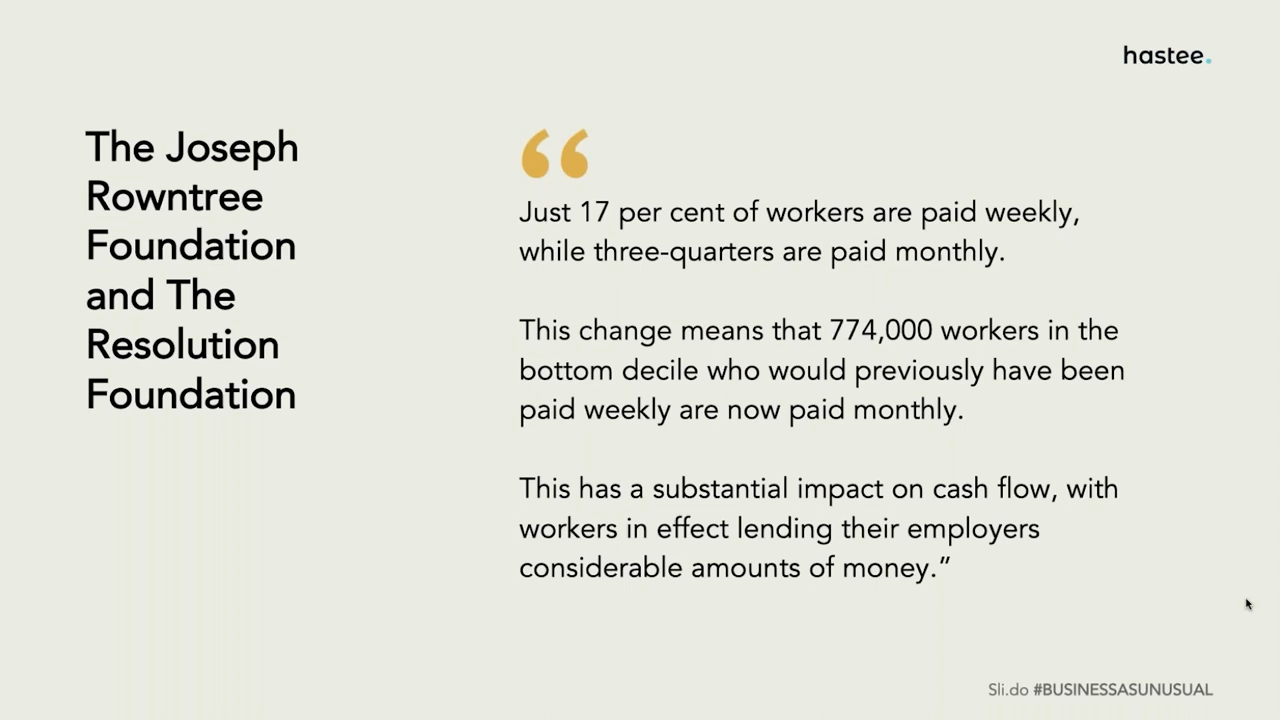 hastee.
The Joseph
Rowntree
Foundation
and The
Resolution
Foundation
“
Just 17 per cent of workers are paid weekly,
while three-quarters are paid monthly.
This change means that 774,000 workers in the
bottom decile who would previously have been
paid weekly are now paid monthly.
This has a substantial impact on cash flow, with
workers in effect lending their employers
considerable amounts of money.”
Sli.do #BUSINESSASUNUSUAL